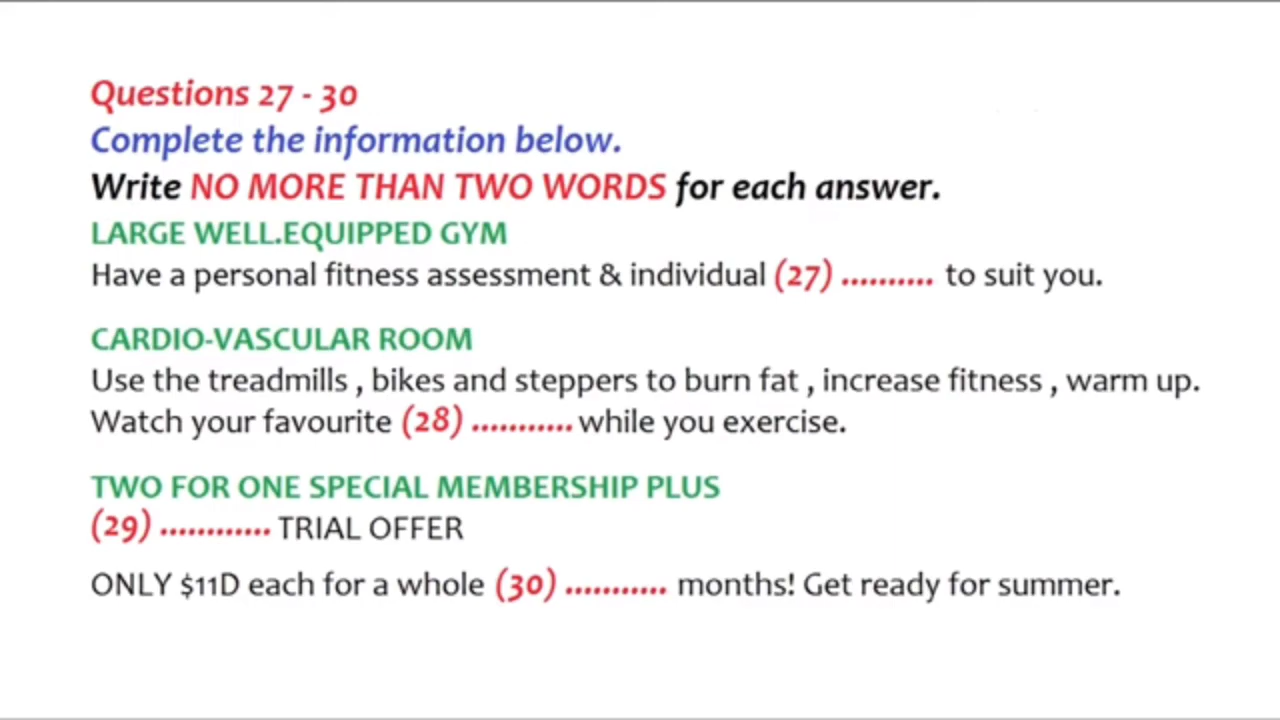 Questions 27 - 30
Complete the information below.
Write NO MORE THAN TWO WORDS for each answer.
LARGE WELL.EQUIPPED GYM
Have a personal fitness assessment & individual (27) .......... to suit you.
CARDIO-VASCULAR ROOM
Use the treadmills , bikes and steppers to burn fat , increase fitness , warm up.
Watch your favourite (28) ........... while you exercise.
TWO FOR ONE SPECIAL MEMBERSHIP PLUS
(29) ............ TRIAL OFFER
ONLY $11D each for a whole (30) ........... months! Get ready for summer.